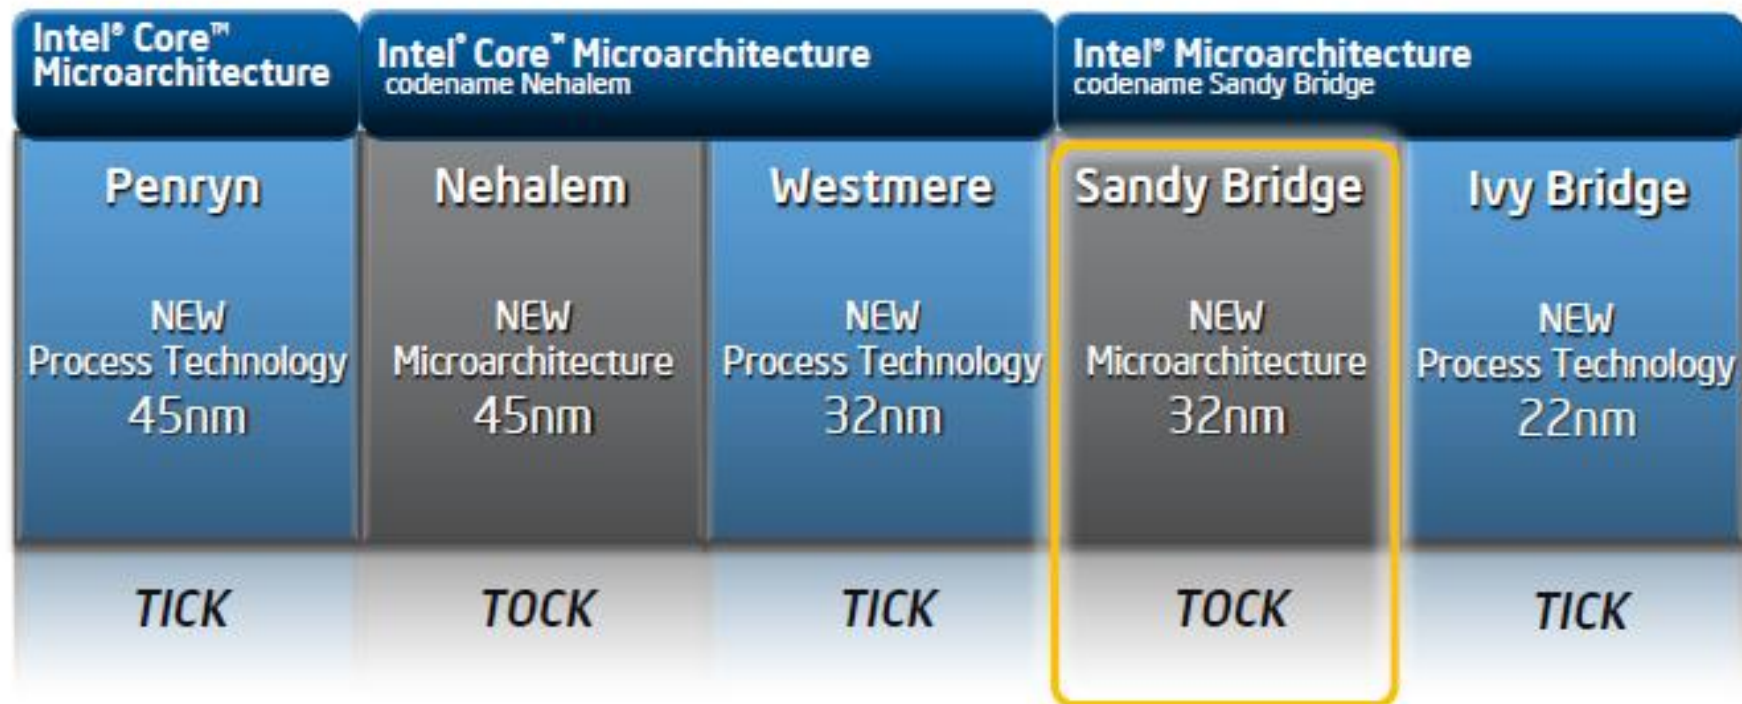 Intel® Core™
Microarchitecture
Intel® Core™ Microarchitecture
codename Nehalem
Intel® Microarchitecture
codename Sandy Bridge
Penryn
NEW
Process Technology
45nm
TICK
Nehalem
NEW
Microarchitecture
45nm
TOCK
Westmere
NEW
Process Technology
32nm
TICK
Sandy Bridge
NEW
Microarchitecture
32nm
TOCK
Ivy Bridge
NEW
Process Technology
22nm
TICK